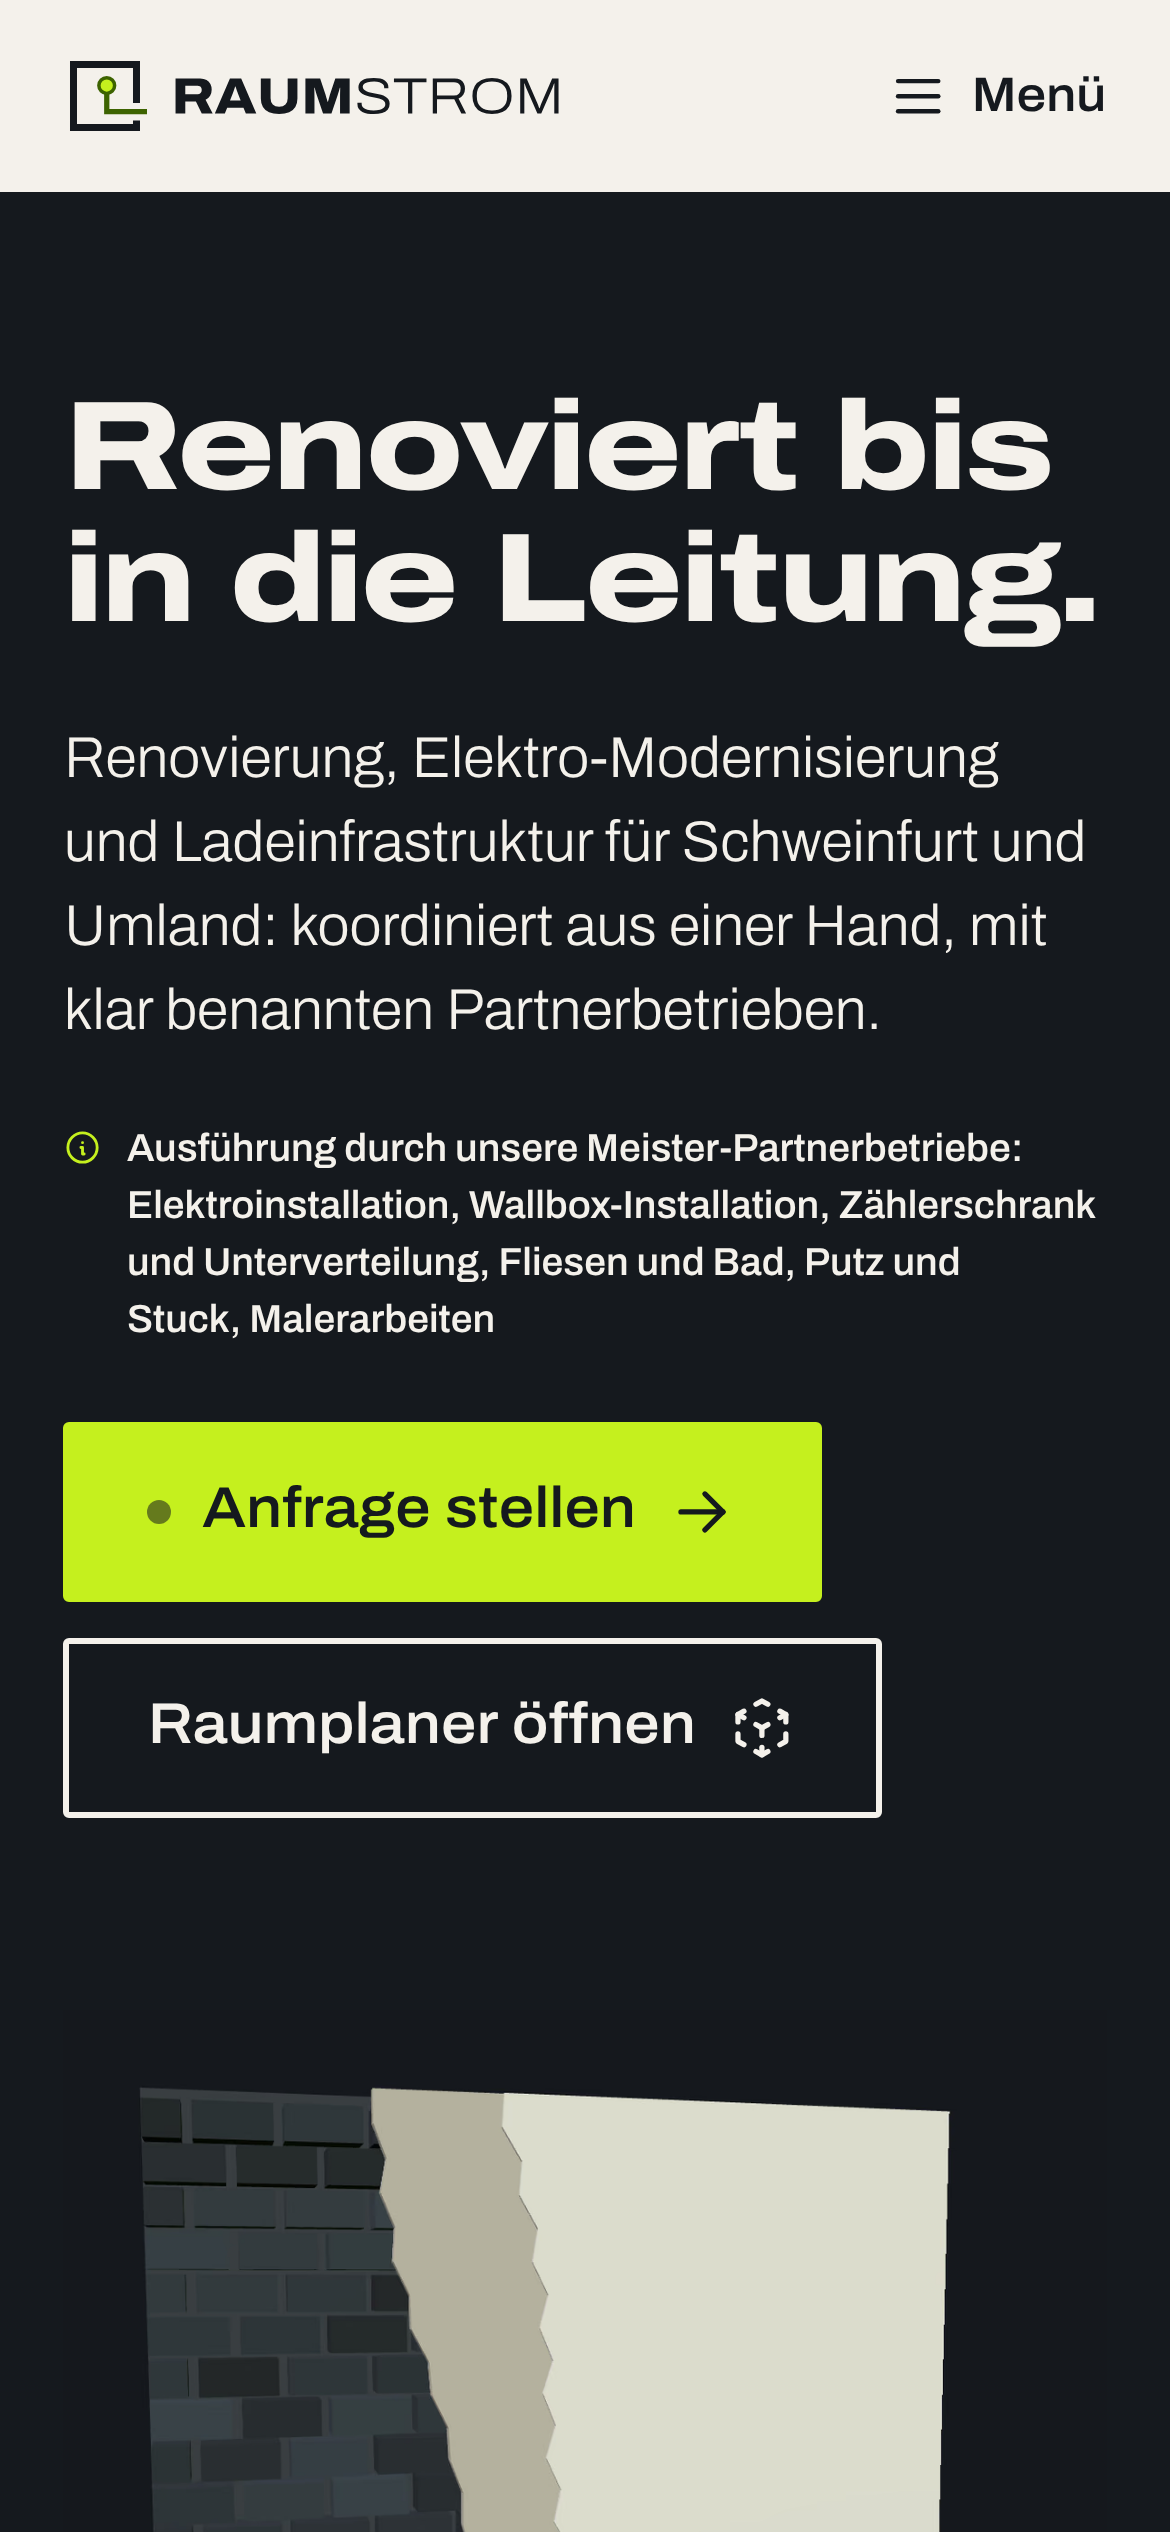 RAUMSTROM
Menü
Renoviert bis
in die Leitung.
Renovierung, Elektro-Modernisierung
und Ladeinfrastruktur für Schweinfurt und
Umland: koordiniert aus einer Hand, mit
klar benannten Partnerbetrieben.
Ausführung durch unsere Meister-Partnerbetriebe:
Elektroinstallation, Wallbox-Installation, Zählerschrank
und Unterverteilung, Fliesen und Bad, Putz und
Stuck, Malerarbeiten
Anfrage stellen
Raumplaner öffnen